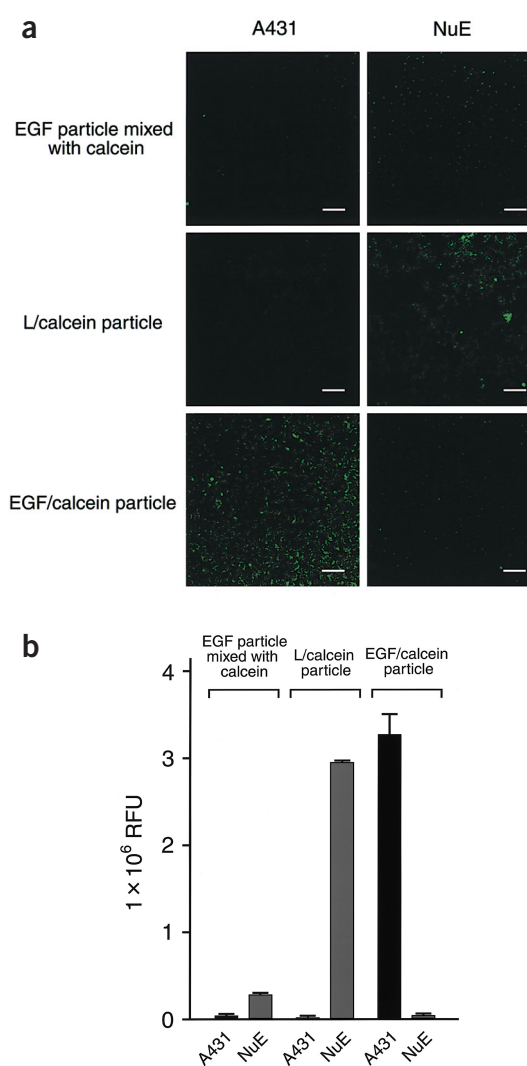 a
A431
NuE
EGF particle mixed
with calcein
L/calcein particle
EGF/calcein particle
b
EGF particle
mixed with
calcein
L/calcein
particle
EGF/calcein
particle
4
3
2
1
0
1 × 10⁶ RFU
A431
NuE
A431
NuE
A431
NuE